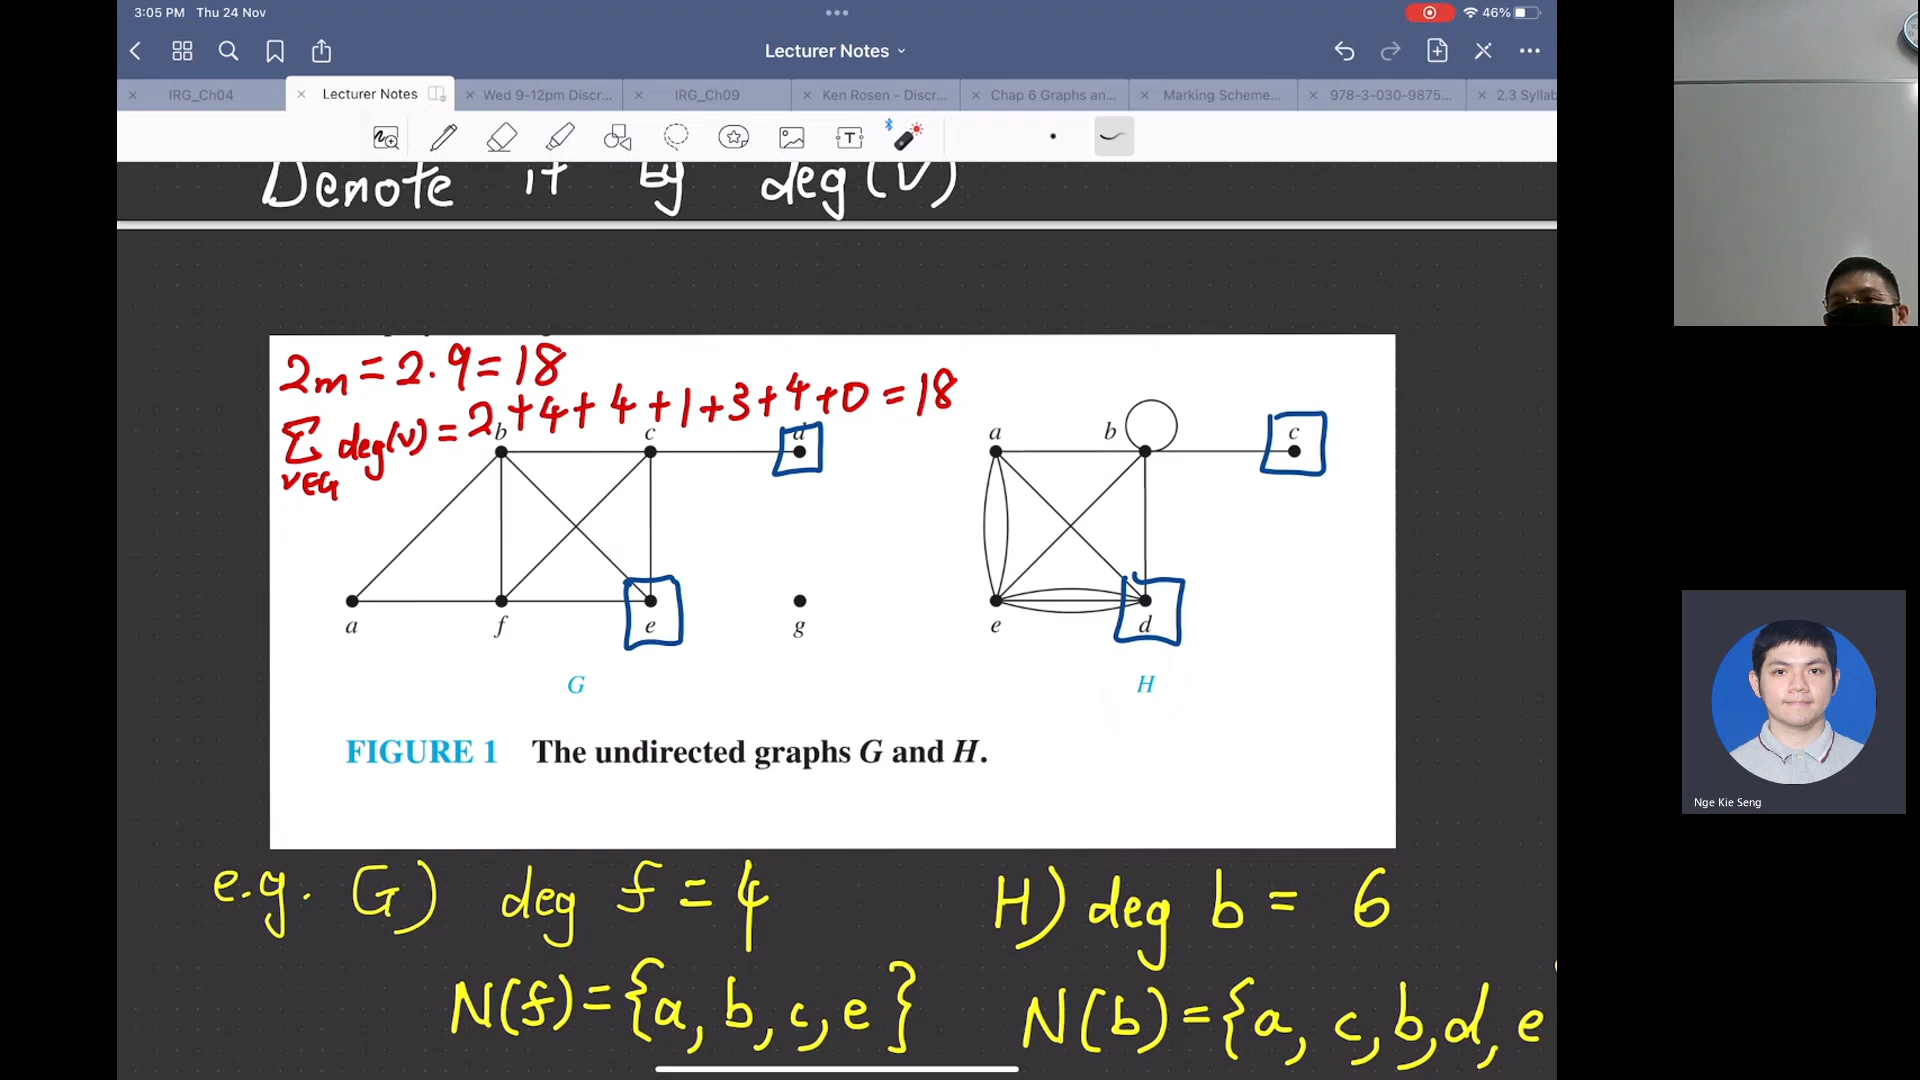 3:05 PM Thu 24 Nov
46%
Lecturer Notes
IRG_Ch04
Lecturer Notes
Wed 9-12pm Discr...
IRG_Ch09
Ken Rosen – Discr...
Chap 6 Graphs an...
Marking Scheme...
978-3-030-9875...
2.3 Syllab
Denote it by deg(v)
2m = 2.9 = 18
Σ deg(v) = 2+4+4+1+3+4+0 = 18
v∈G
b c d
a b c
a f e g
e d
G H
FIGURE 1 The undirected graphs G and H.
e.g. G) deg f = 4 H) deg b = 6
N(f) = {a, b, c, e} N(b) = {a, c, b, d, e
Nge Kie Seng